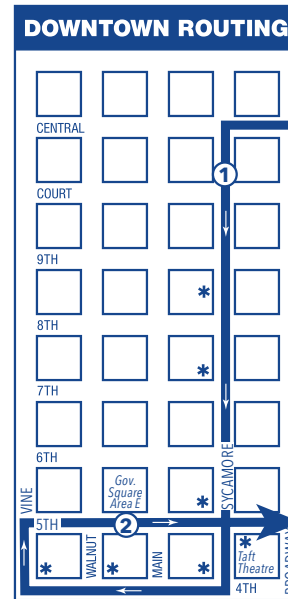 DOWNTOWN ROUTING
CENTRAL
1
COURT
9TH
*
8TH
*
7TH
6TH
SYCAMORE
VINE
Gov.
Square
Area E
*
5TH
2
WALNUT
MAIN
*
*
*
*
Taft
Theatre
4TH